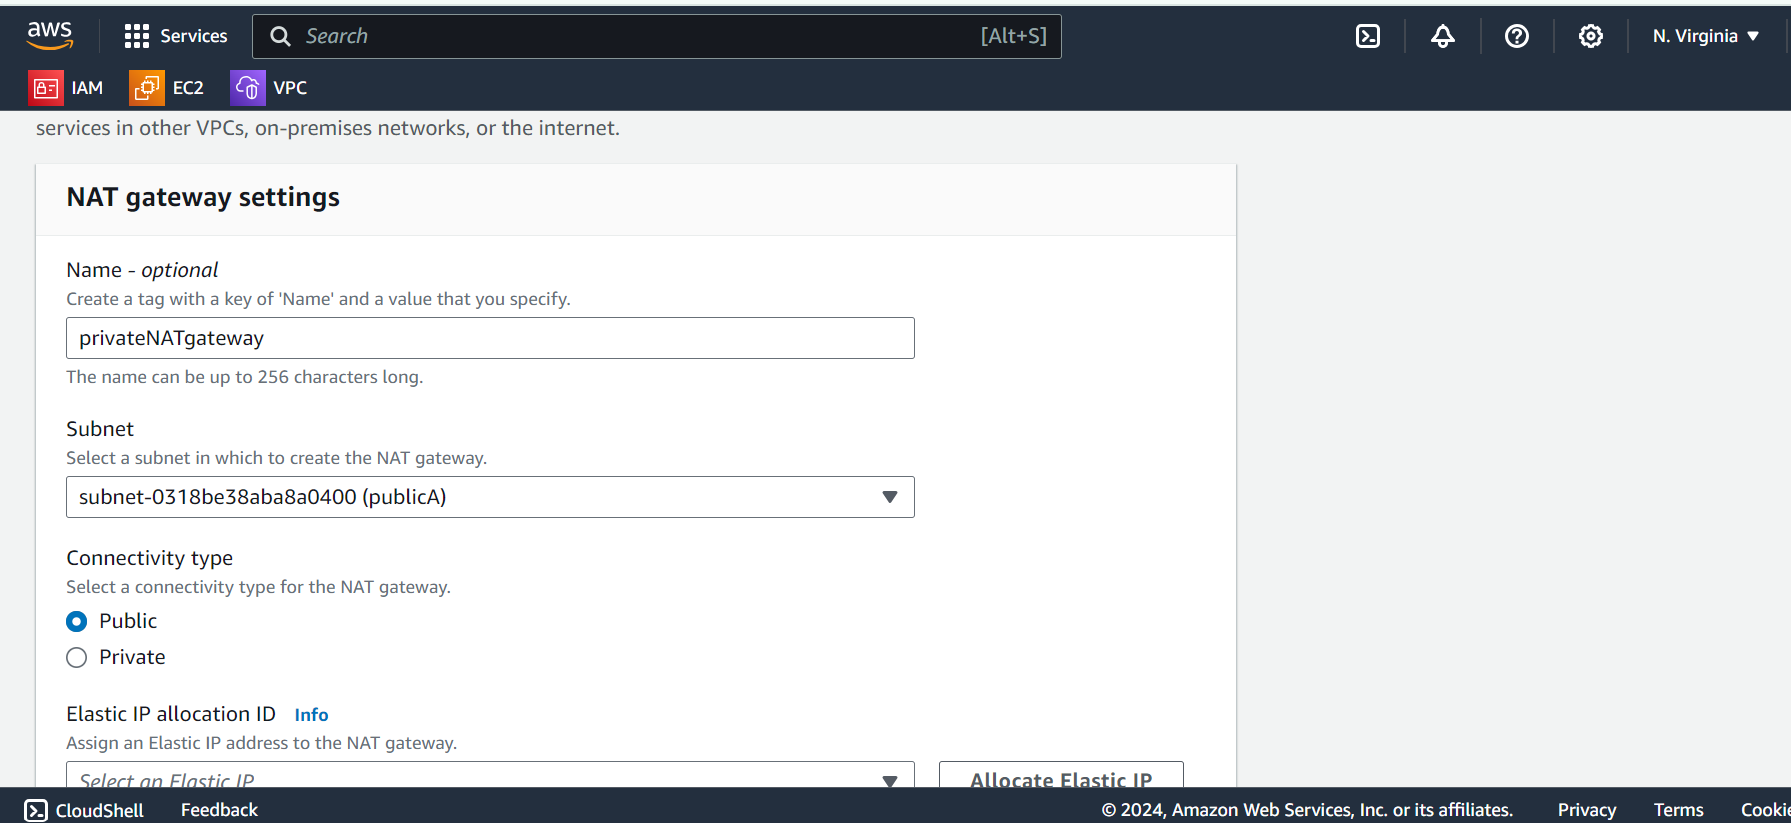 aws
Services
Search [Alt+S]
N. Virginia
IAM
EC2
VPC
services in other VPCs, on-premises networks, or the internet.
NAT gateway settings
Name - optional
Create a tag with a key of 'Name' and a value that you specify.
privateNATgateway
The name can be up to 256 characters long.
Subnet
Select a subnet in which to create the NAT gateway.
subnet-0318be38aba8a0400 (publicA)
Connectivity type
Select a connectivity type for the NAT gateway.
Public
Private
Elastic IP allocation ID Info
Assign an Elastic IP address to the NAT gateway.
Select an Elastic IP
Allocate Elastic IP
CloudShell
Feedback
© 2024, Amazon Web Services, Inc. or its affiliates.
Privacy
Terms
Cookie